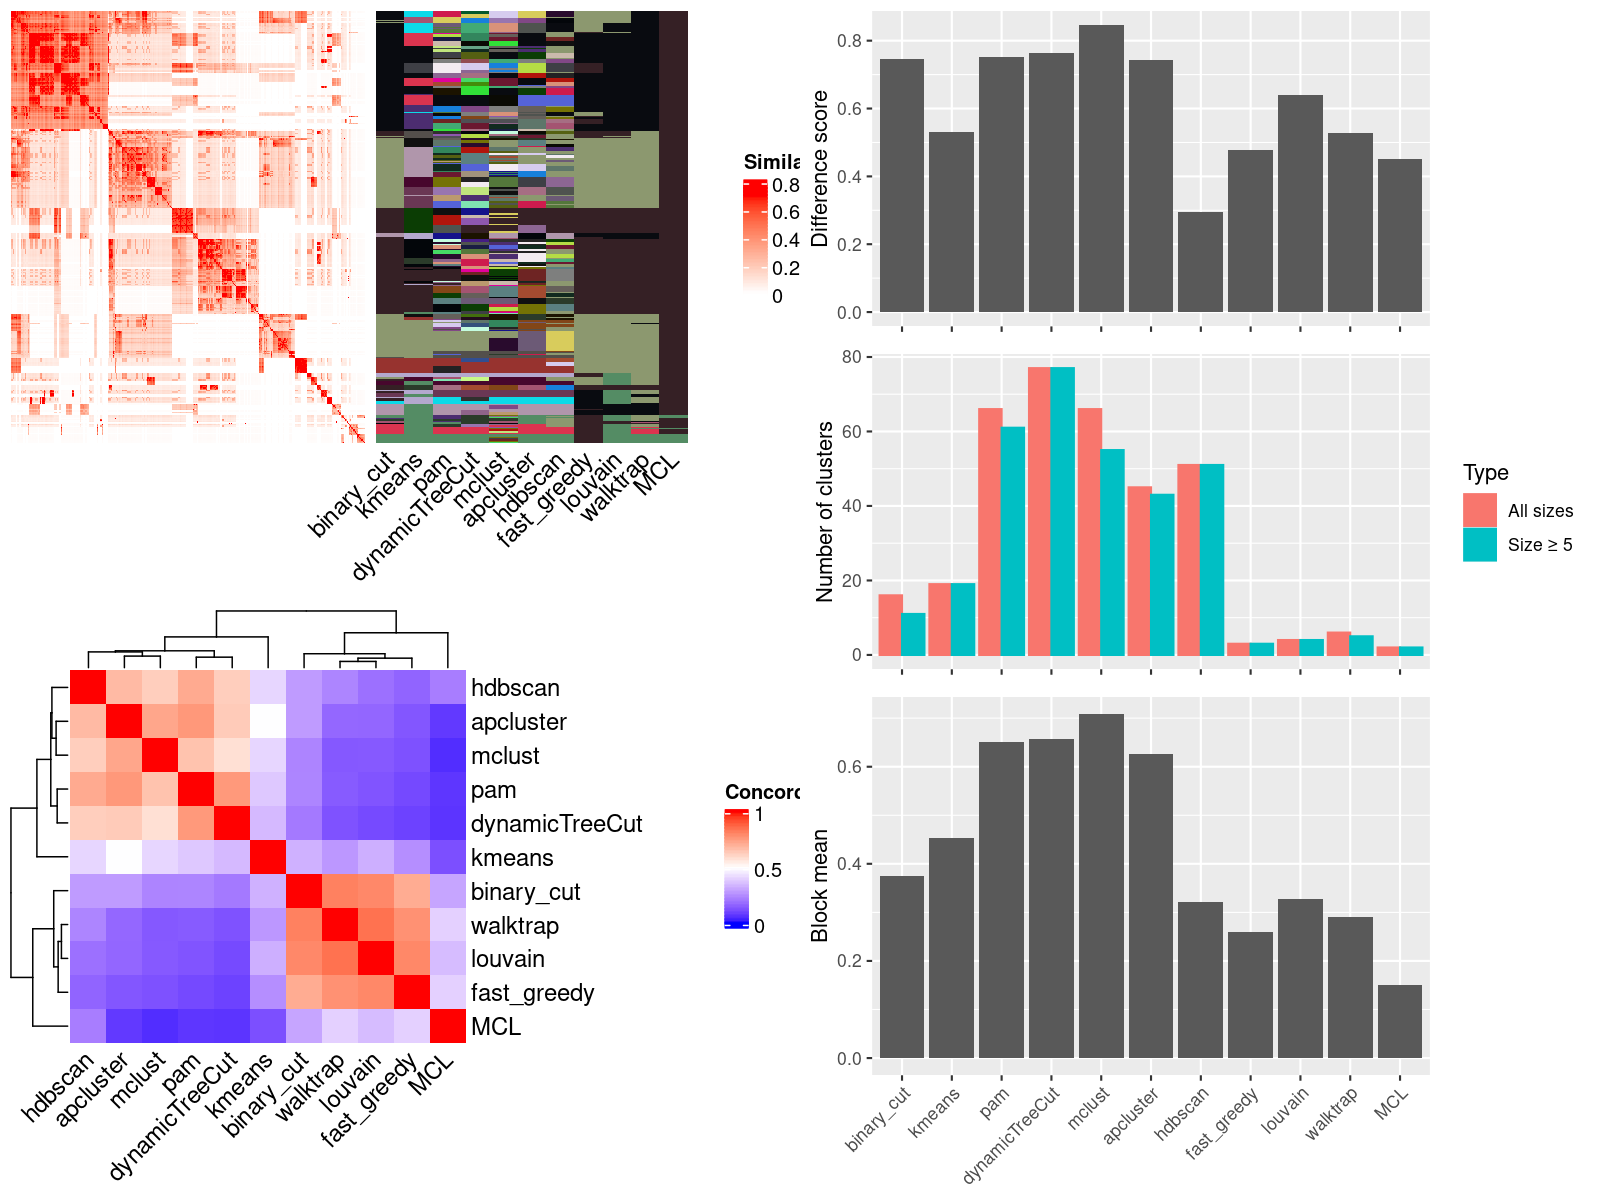 Simila
0.8
0.6
0.4
0.2
0
binary_cut
kmeans
pam
dynamicTreeCut
mclust
apcluster
hdbscan
fast_greedy
louvain
walktrap
MCL
hdbscan
apcluster
mclust
pam
dynamicTreeCut
kmeans
binary_cut
walktrap
louvain
fast_greedy
MCL
hdbscan
apcluster
mclust
pam
dynamicTreeCut
kmeans
binary_cut
walktrap
louvain
fast_greedy
MCL
Concord
1
0.5
0
Difference score
0.8
0.6
0.4
0.2
0.0
Number of clusters
80
60
40
20
0
Type
All sizes
Size ≥ 5
Block mean
0.6
0.4
0.2
0.0
binary_cut
kmeans
pam
dynamicTreeCut
mclust
apcluster
hdbscan
fast_greedy
louvain
walktrap
MCL